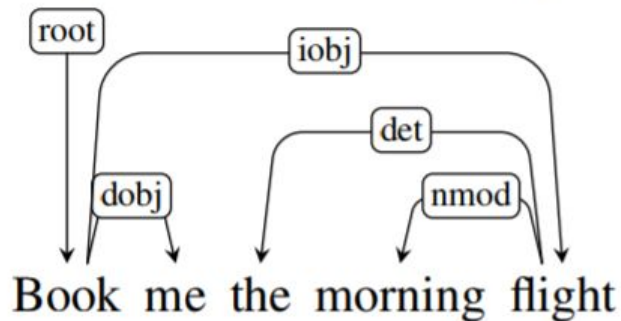 root
iobj
det
dobj
nmod
Book me the morning flight